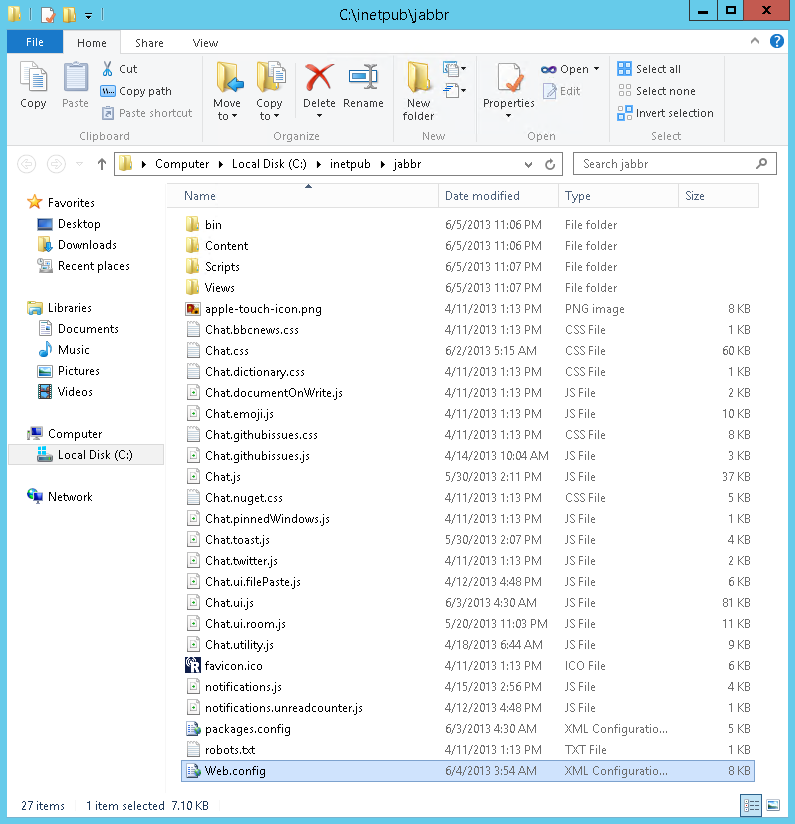 C:\inetpub\jabbr
File Home Share View
Copy
Paste
Cut
Copy path
Paste shortcut
Clipboard
Move to
Copy to
Delete
Rename
Organize
New folder
New
Properties
Open
Edit
Open
Select all
Select none
Invert selection
Select
Computer Local Disk (C:) inetpub jabbr
Search jabbr
Favorites
Desktop
Downloads
Recent places
Libraries
Documents
Music
Pictures
Videos
Computer
Local Disk (C:)
Network
Name Date modified Type Size
bin 6/5/2013 11:06 PM File folder
Content 6/5/2013 11:06 PM File folder
Scripts 6/5/2013 11:07 PM File folder
Views 6/5/2013 11:07 PM File folder
apple-touch-icon.png 4/11/2013 1:13 PM PNG image 8 KB
Chat.bbcnews.css 4/11/2013 1:13 PM CSS File 1 KB
Chat.css 6/2/2013 5:15 AM CSS File 60 KB
Chat.dictionary.css 4/11/2013 1:13 PM CSS File 1 KB
Chat.documentOnWrite.js 4/11/2013 1:13 PM JS File 2 KB
Chat.emoji.js 4/11/2013 1:13 PM JS File 10 KB
Chat.githubissues.css 4/11/2013 1:13 PM CSS File 8 KB
Chat.githubissues.js 4/14/2013 10:04 AM JS File 3 KB
Chat.js 5/30/2013 2:11 PM JS File 37 KB
Chat.nuget.css 4/11/2013 1:13 PM CSS File 5 KB
Chat.pinnedWindows.js 4/11/2013 1:13 PM JS File 1 KB
Chat.toast.js 5/30/2013 2:07 PM JS File 4 KB
Chat.twitter.js 4/11/2013 1:13 PM JS File 2 KB
Chat.ui.filePaste.js 4/12/2013 4:48 PM JS File 6 KB
Chat.ui.js 6/3/2013 4:30 AM JS File 81 KB
Chat.ui.room.js 5/20/2013 11:03 PM JS File 11 KB
Chat.utility.js 4/18/2013 6:44 AM JS File 9 KB
favicon.ico 4/11/2013 1:13 PM ICO File 6 KB
notifications.js 4/15/2013 2:56 PM JS File 4 KB
notifications.unreadcounter.js 4/12/2013 4:48 PM JS File 1 KB
packages.config 6/3/2013 4:30 AM XML Configuratio... 5 KB
robots.txt 4/11/2013 1:13 PM TXT File 1 KB
Web.config 6/4/2013 3:54 AM XML Configuratio... 8 KB
27 items 1 item selected 7.10 KB